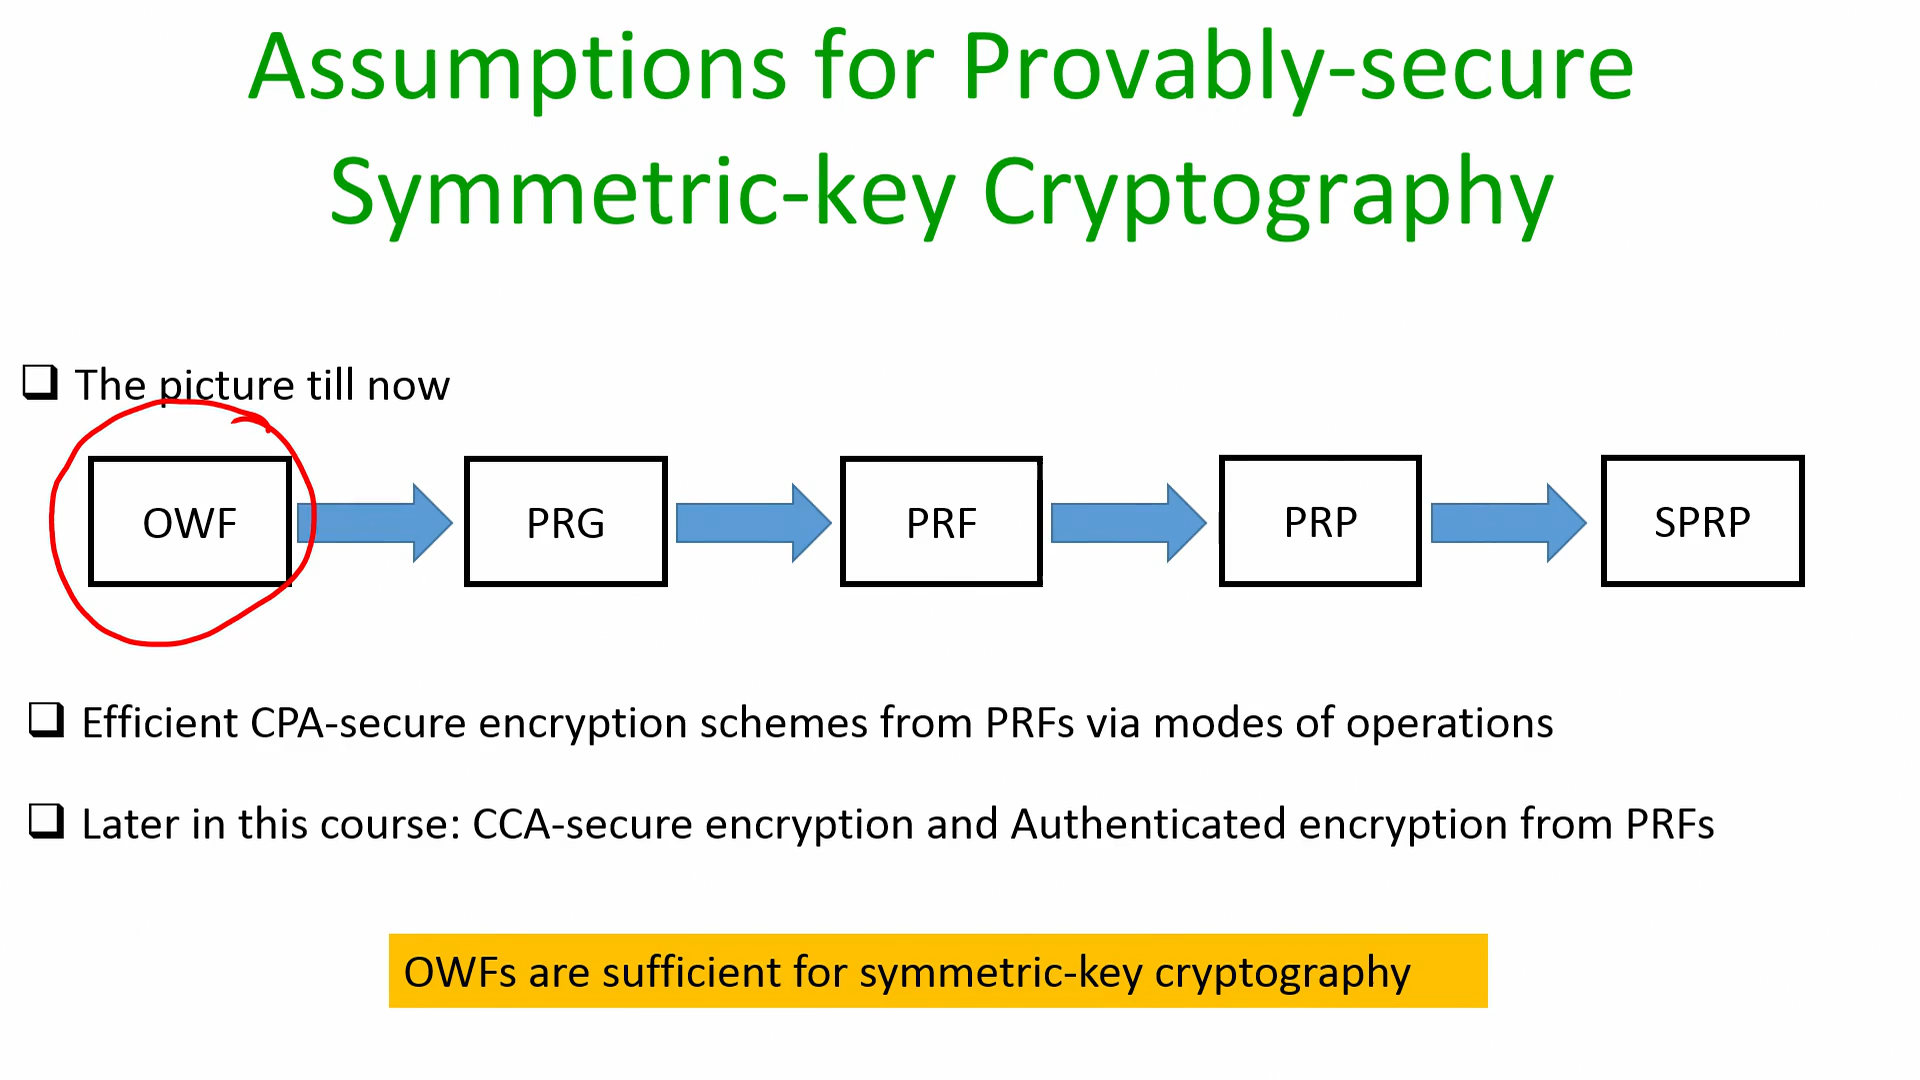 Assumptions for Provably-secure
Symmetric-key Cryptography
The picture till now
OWF PRG PRF PRP SPRP
Efficient CPA-secure encryption schemes from PRFs via modes of operations
Later in this course: CCA-secure encryption and Authenticated encryption from PRFs
OWFs are sufficient for symmetric-key cryptography